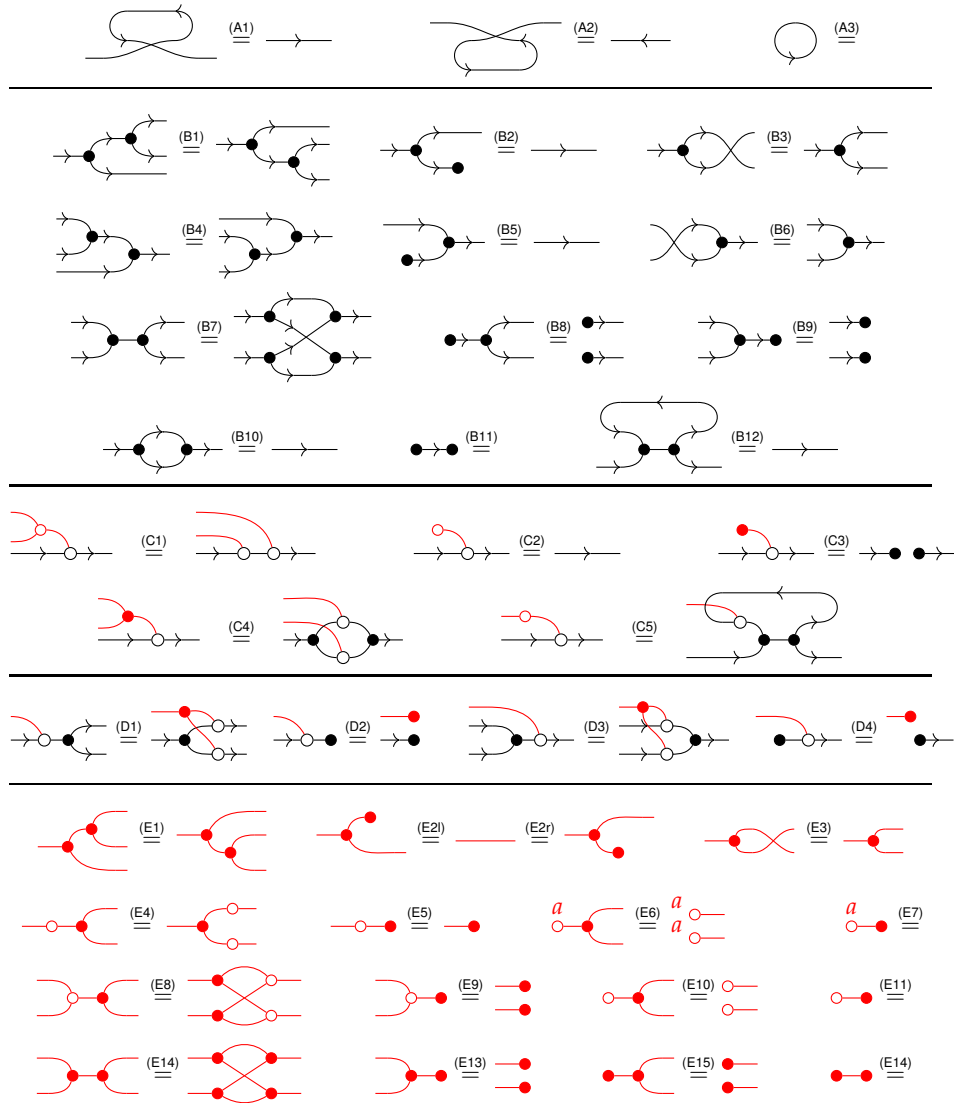 (A1) (A2) (A3)
(B1) (B2) (B3)
(B4) (B5) (B6)
(B7) (B8) (B9)
(B10) (B11) (B12)
(C1) (C2) (C3)
(C4) (C5)
(D1) (D2) (D3) (D4)
(E1) (E2l) (E2r) (E3)
(E4) (E5) a (E6) a a a (E7)
(E8) (E9) (E10) (E11)
(E14) (E13) (E15) (E14)